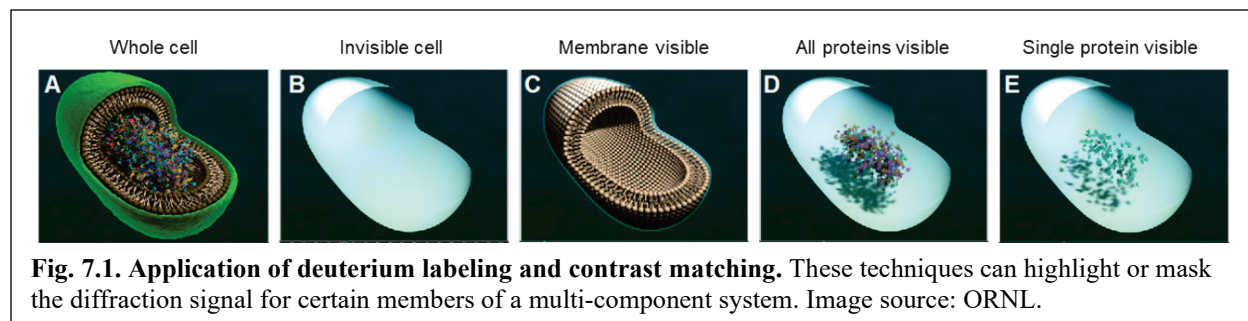 Whole cell
Invisible cell
Membrane visible
All proteins visible
Single protein visible
A
B
C
D
E
Fig. 7.1. Application of deuterium labeling and contrast matching. These techniques can highlight or mask
the diffraction signal for certain members of a multi-component system. Image source: ORNL.